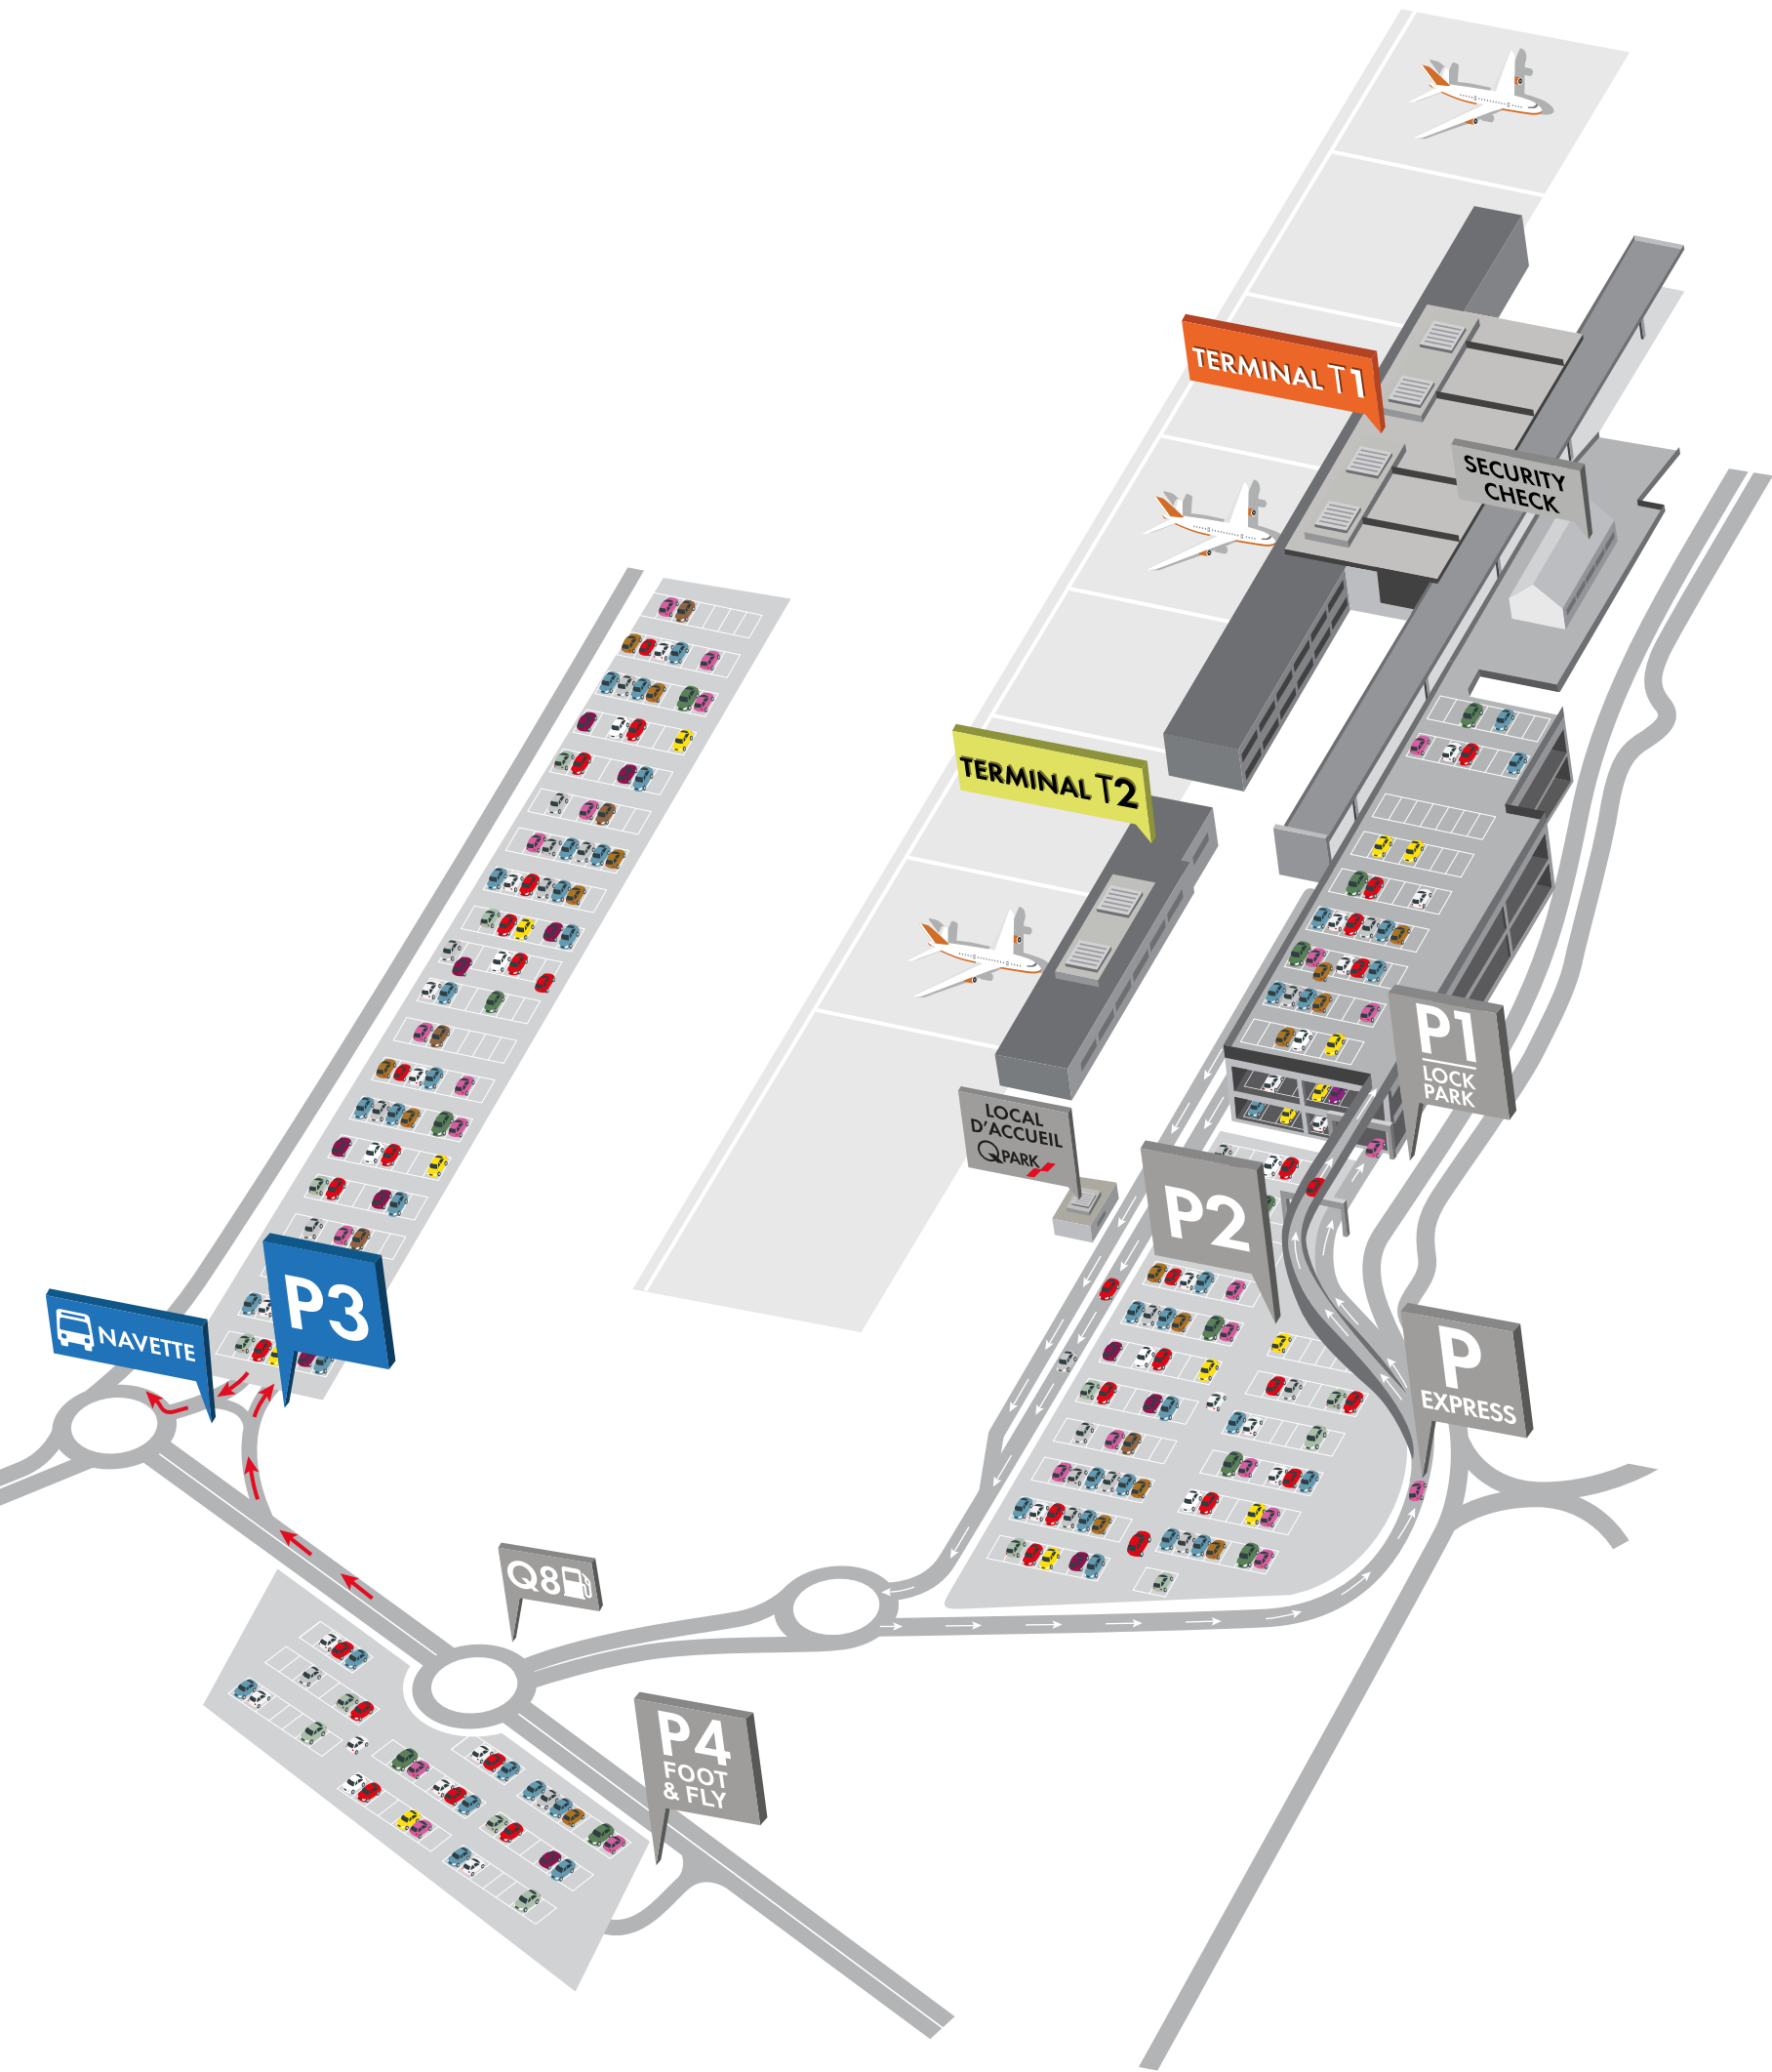 TERMINAL T1
SECURITY
CHECK
TERMINAL T2
P1
LOCK
PARK
LOCAL
D'ACCUEIL
Q PARK
P2
P3
NAVETTE
P
EXPRESS
Q8
P4
FOOT
& FLY